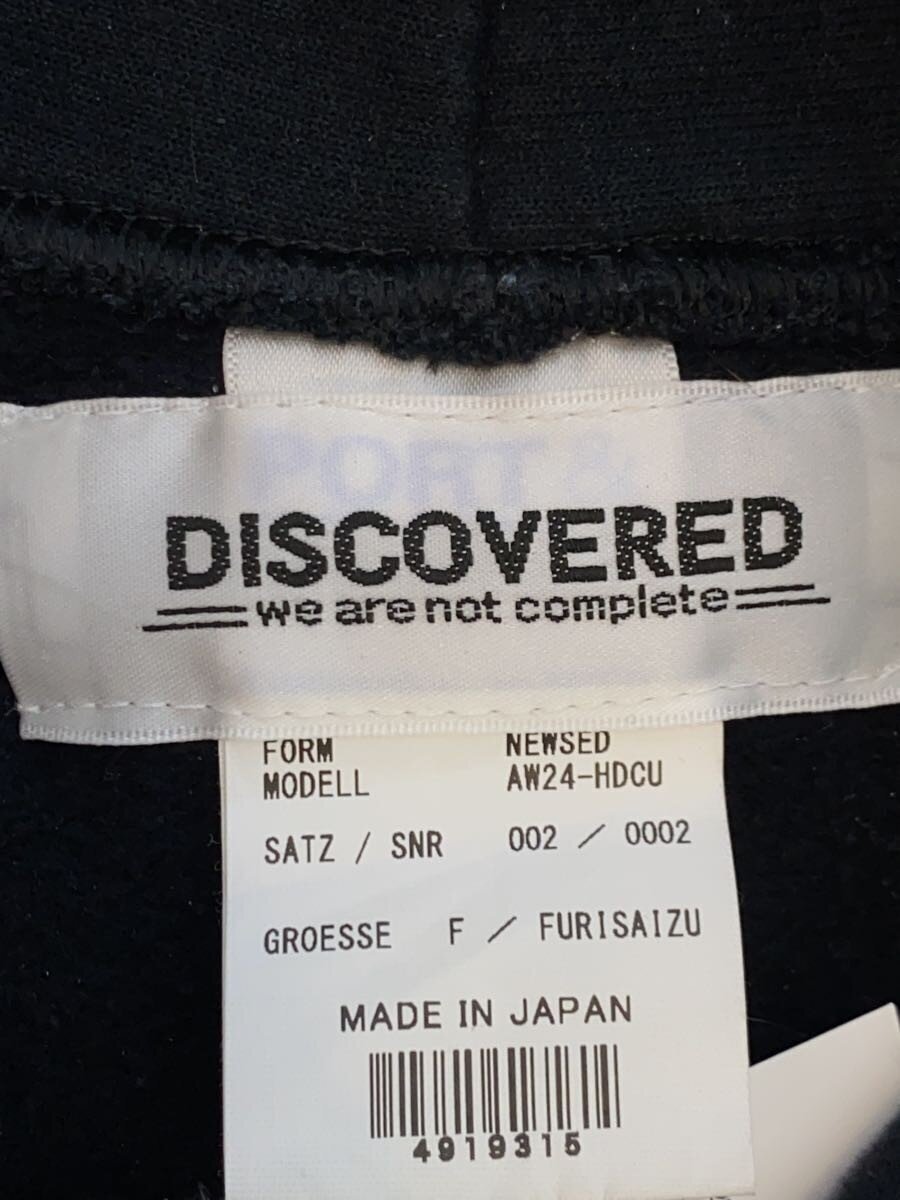 PORT &
DISCOVERED
we are not complete
FORM NEWSED
MODELL AW24-HDCU
SATZ / SNR 002 / 0002
GROESSE F / FURISAIZU
MADE IN JAPAN
4919315